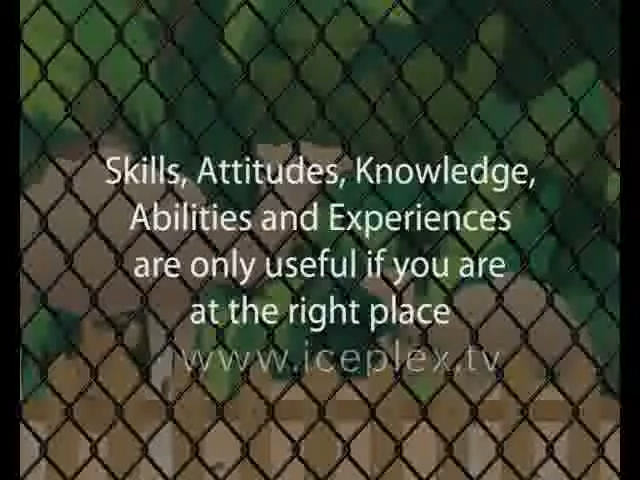 Skills, Attitudes, Knowledge,
Abilities and Experiences
are only useful if you are
at the right place
www.iceplex.tv